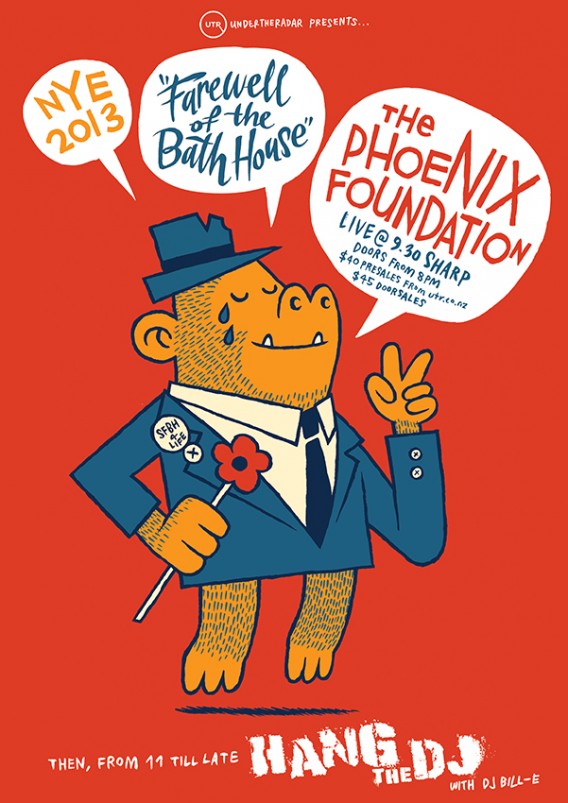 UTR UNDERTHERADAR PRESENTS...
NYE
2013
"Farewell
of the
Bath House"
THE
PHOENIX
FOUNDATION
LIVE @ 9.30 SHARP
DOORS FROM 8PM
$40 PRESALES FROM utr.co.nz
$45 DOORSALES
SFBH
4
LIFE
THEN, FROM 11 TILL LATE HANG
THE DJ
WITH DJ BILL-E